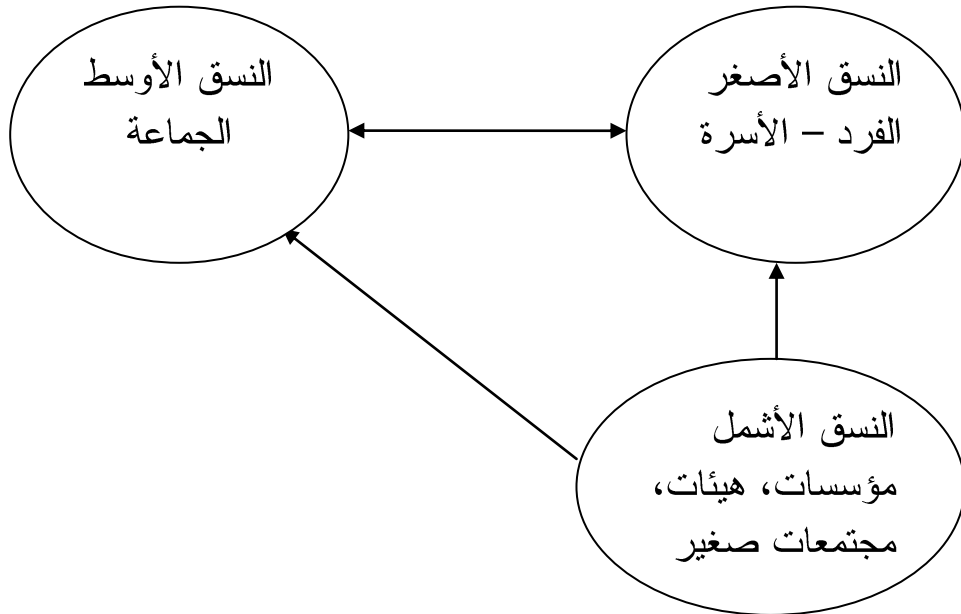 النسق الأصغر
الفرد – الأسرة
النسق الأوسط
الجماعة
النسق الأشمل
مؤسسات، هيئات،
مجتمعات صغير